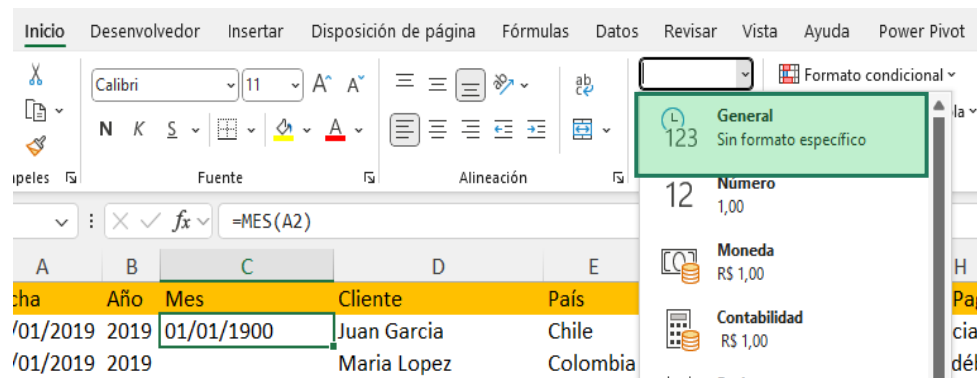 Inicio Desenvolvedor Insertar Disposición de página Fórmulas Datos Revisar Vista Ayuda Power Pivot
Calibri 11 A^ A˅ ab Formato condicional
N K S A
General
Sin formato específico
123
Fuente Alineación
12 Número
1,00
fx =MES(A2)
Moneda
R$ 1,00
A B C D E H
Año Mes Cliente País
Contabilidad
R$ 1,00
/01/2019 2019 01/01/1900 Juan Garcia Chile
/01/2019 2019 Maria Lopez Colombia